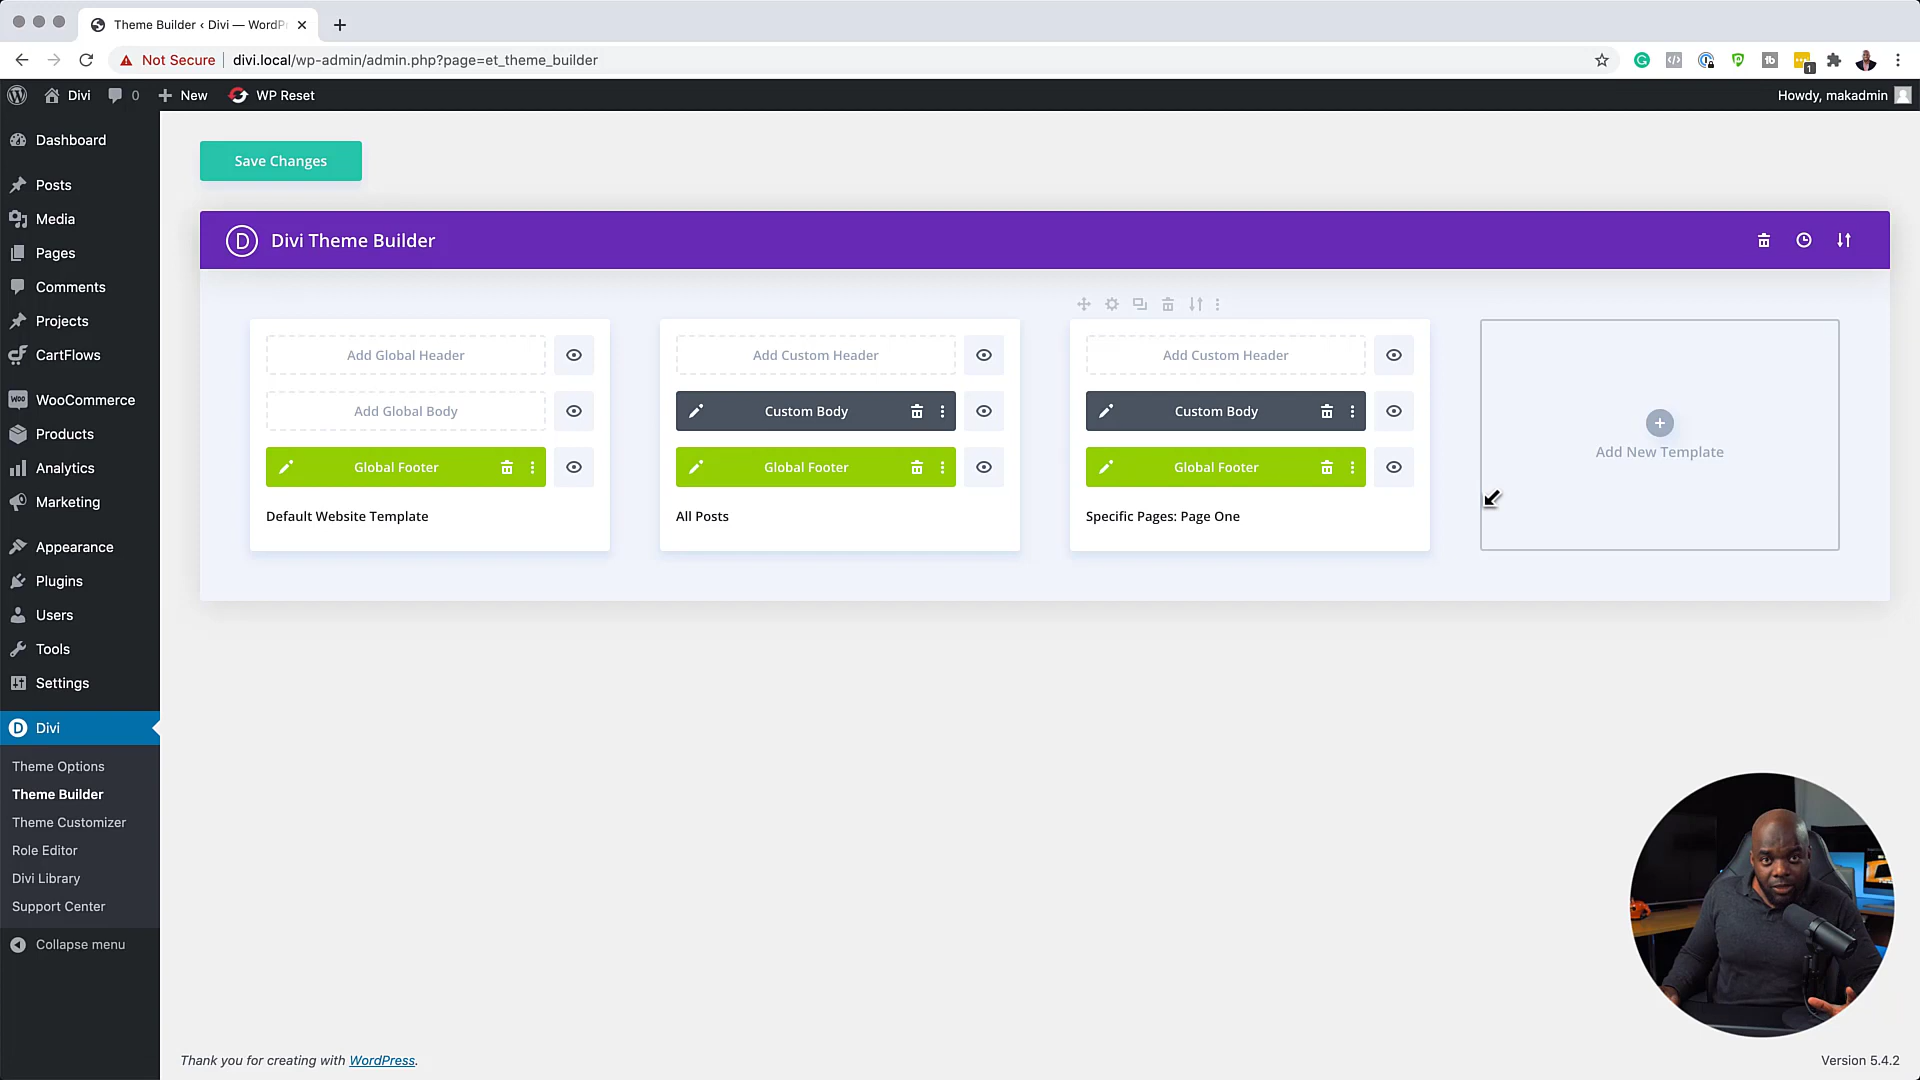 Theme Builder ‹ Divi — WordP
Not Secure divi.local/wp-admin/admin.php?page=et_theme_builder
1
Divi 0 New WP Reset Howdy, makadmin
Dashboard
Posts
Media
Pages
Comments
Projects
CartFlows
WooCommerce
Products
Analytics
Marketing
Appearance
Plugins
Users
Tools
Settings
Divi
Theme Options
Theme Builder
Theme Customizer
Role Editor
Divi Library
Support Center
Collapse menu
Save Changes
D Divi Theme Builder
Add Global Header
Add Global Body
Global Footer
Default Website Template
Add Custom Header
Custom Body
Global Footer
All Posts
Add Custom Header
Custom Body
Global Footer
Specific Pages: Page One
Add New Template
Thank you for creating with WordPress.
Version 5.4.2